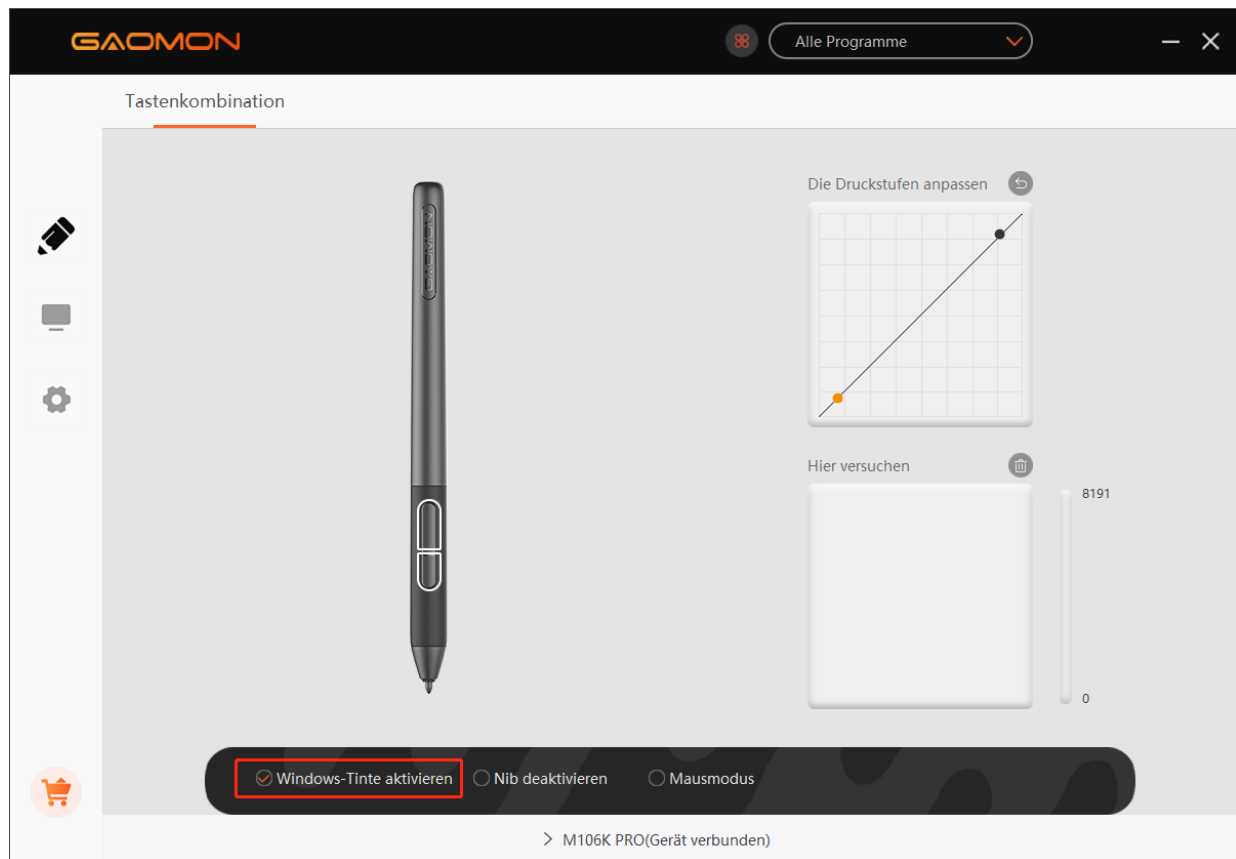 GAOMON
Alle Programme
Tastenkombination
Die Druckstufen anpassen
GAOMON
Hier versuchen
8191
0
Windows-Tinte aktivieren
Nib deaktivieren
Mausmodus
M106K PRO(Gerät verbunden)